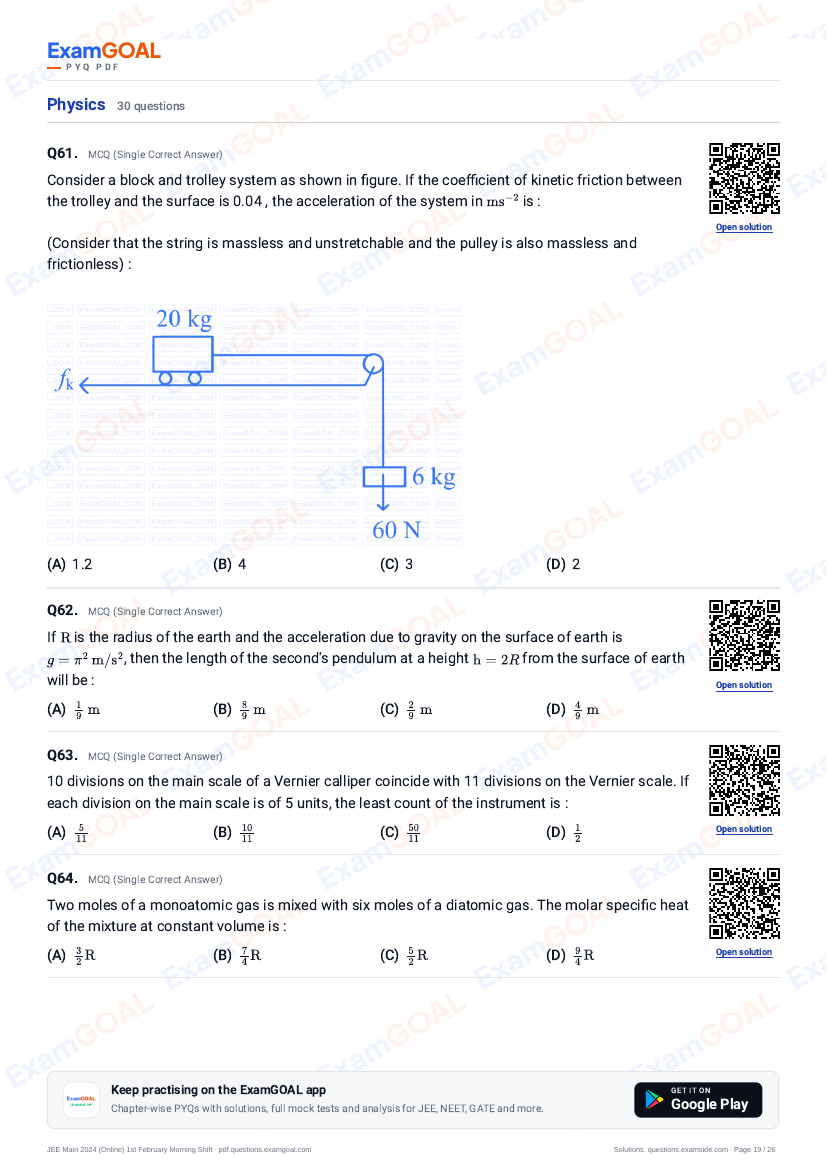 ExamGOAL
PYQ PDF
Physics 30 questions
Q61. MCQ (Single Correct Answer)
Consider a block and trolley system as shown in figure. If the coefficient of kinetic friction between
the trolley and the surface is 0.04 , the acceleration of the system in ms⁻² is :
Open solution
(Consider that the string is massless and unstretchable and the pulley is also massless and
frictionless) :
20 kg
fₖ
6 kg
60 N
(A) 1.2 (B) 4 (C) 3 (D) 2
Q62. MCQ (Single Correct Answer)
If R is the radius of the earth and the acceleration due to gravity on the surface of earth is
g = π² m/s², then the length of the second's pendulum at a height h = 2R from the surface of earth
will be :
Open solution
(A) 1/9 m (B) 8/9 m (C) 2/9 m (D) 4/9 m
Q63. MCQ (Single Correct Answer)
10 divisions on the main scale of a Vernier calliper coincide with 11 divisions on the Vernier scale. If
each division on the main scale is of 5 units, the least count of the instrument is :
(A) 5/11 (B) 10/11 (C) 50/11 (D) 1/2
Open solution
Q64. MCQ (Single Correct Answer)
Two moles of a monoatomic gas is mixed with six moles of a diatomic gas. The molar specific heat
of the mixture at constant volume is :
(A) 3/2 R (B) 7/4 R (C) 5/2 R (D) 9/4 R
Open solution
Keep practising on the ExamGOAL app
Chapter-wise PYQs with solutions, full mock tests and analysis for JEE, NEET, GATE and more.
GET IT ON
Google Play
JEE Main 2024 (Online) 1st February Morning Shift · pdf.questions.examgoal.com
Solutions: questions.examside.com · Page 19 / 26